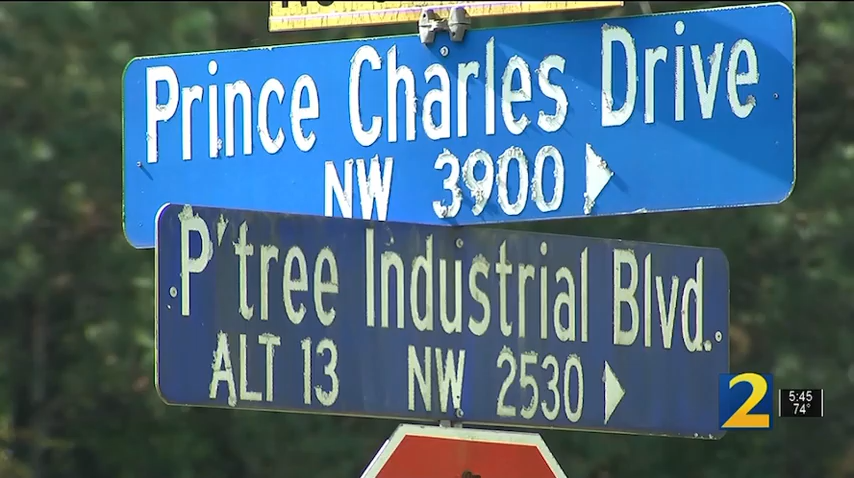 Prince Charles Drive
NW 3900
P'tree Industrial Blvd.
ALT 13 NW 2530
2
5:45
74°